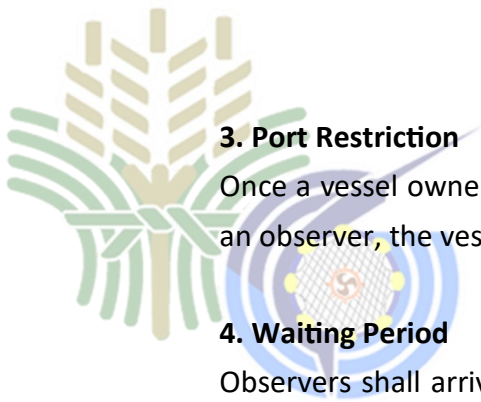 3. Port Restriction
Once a vessel owne
an observer, the ves
4. Waiting Period
Observers shall arriv